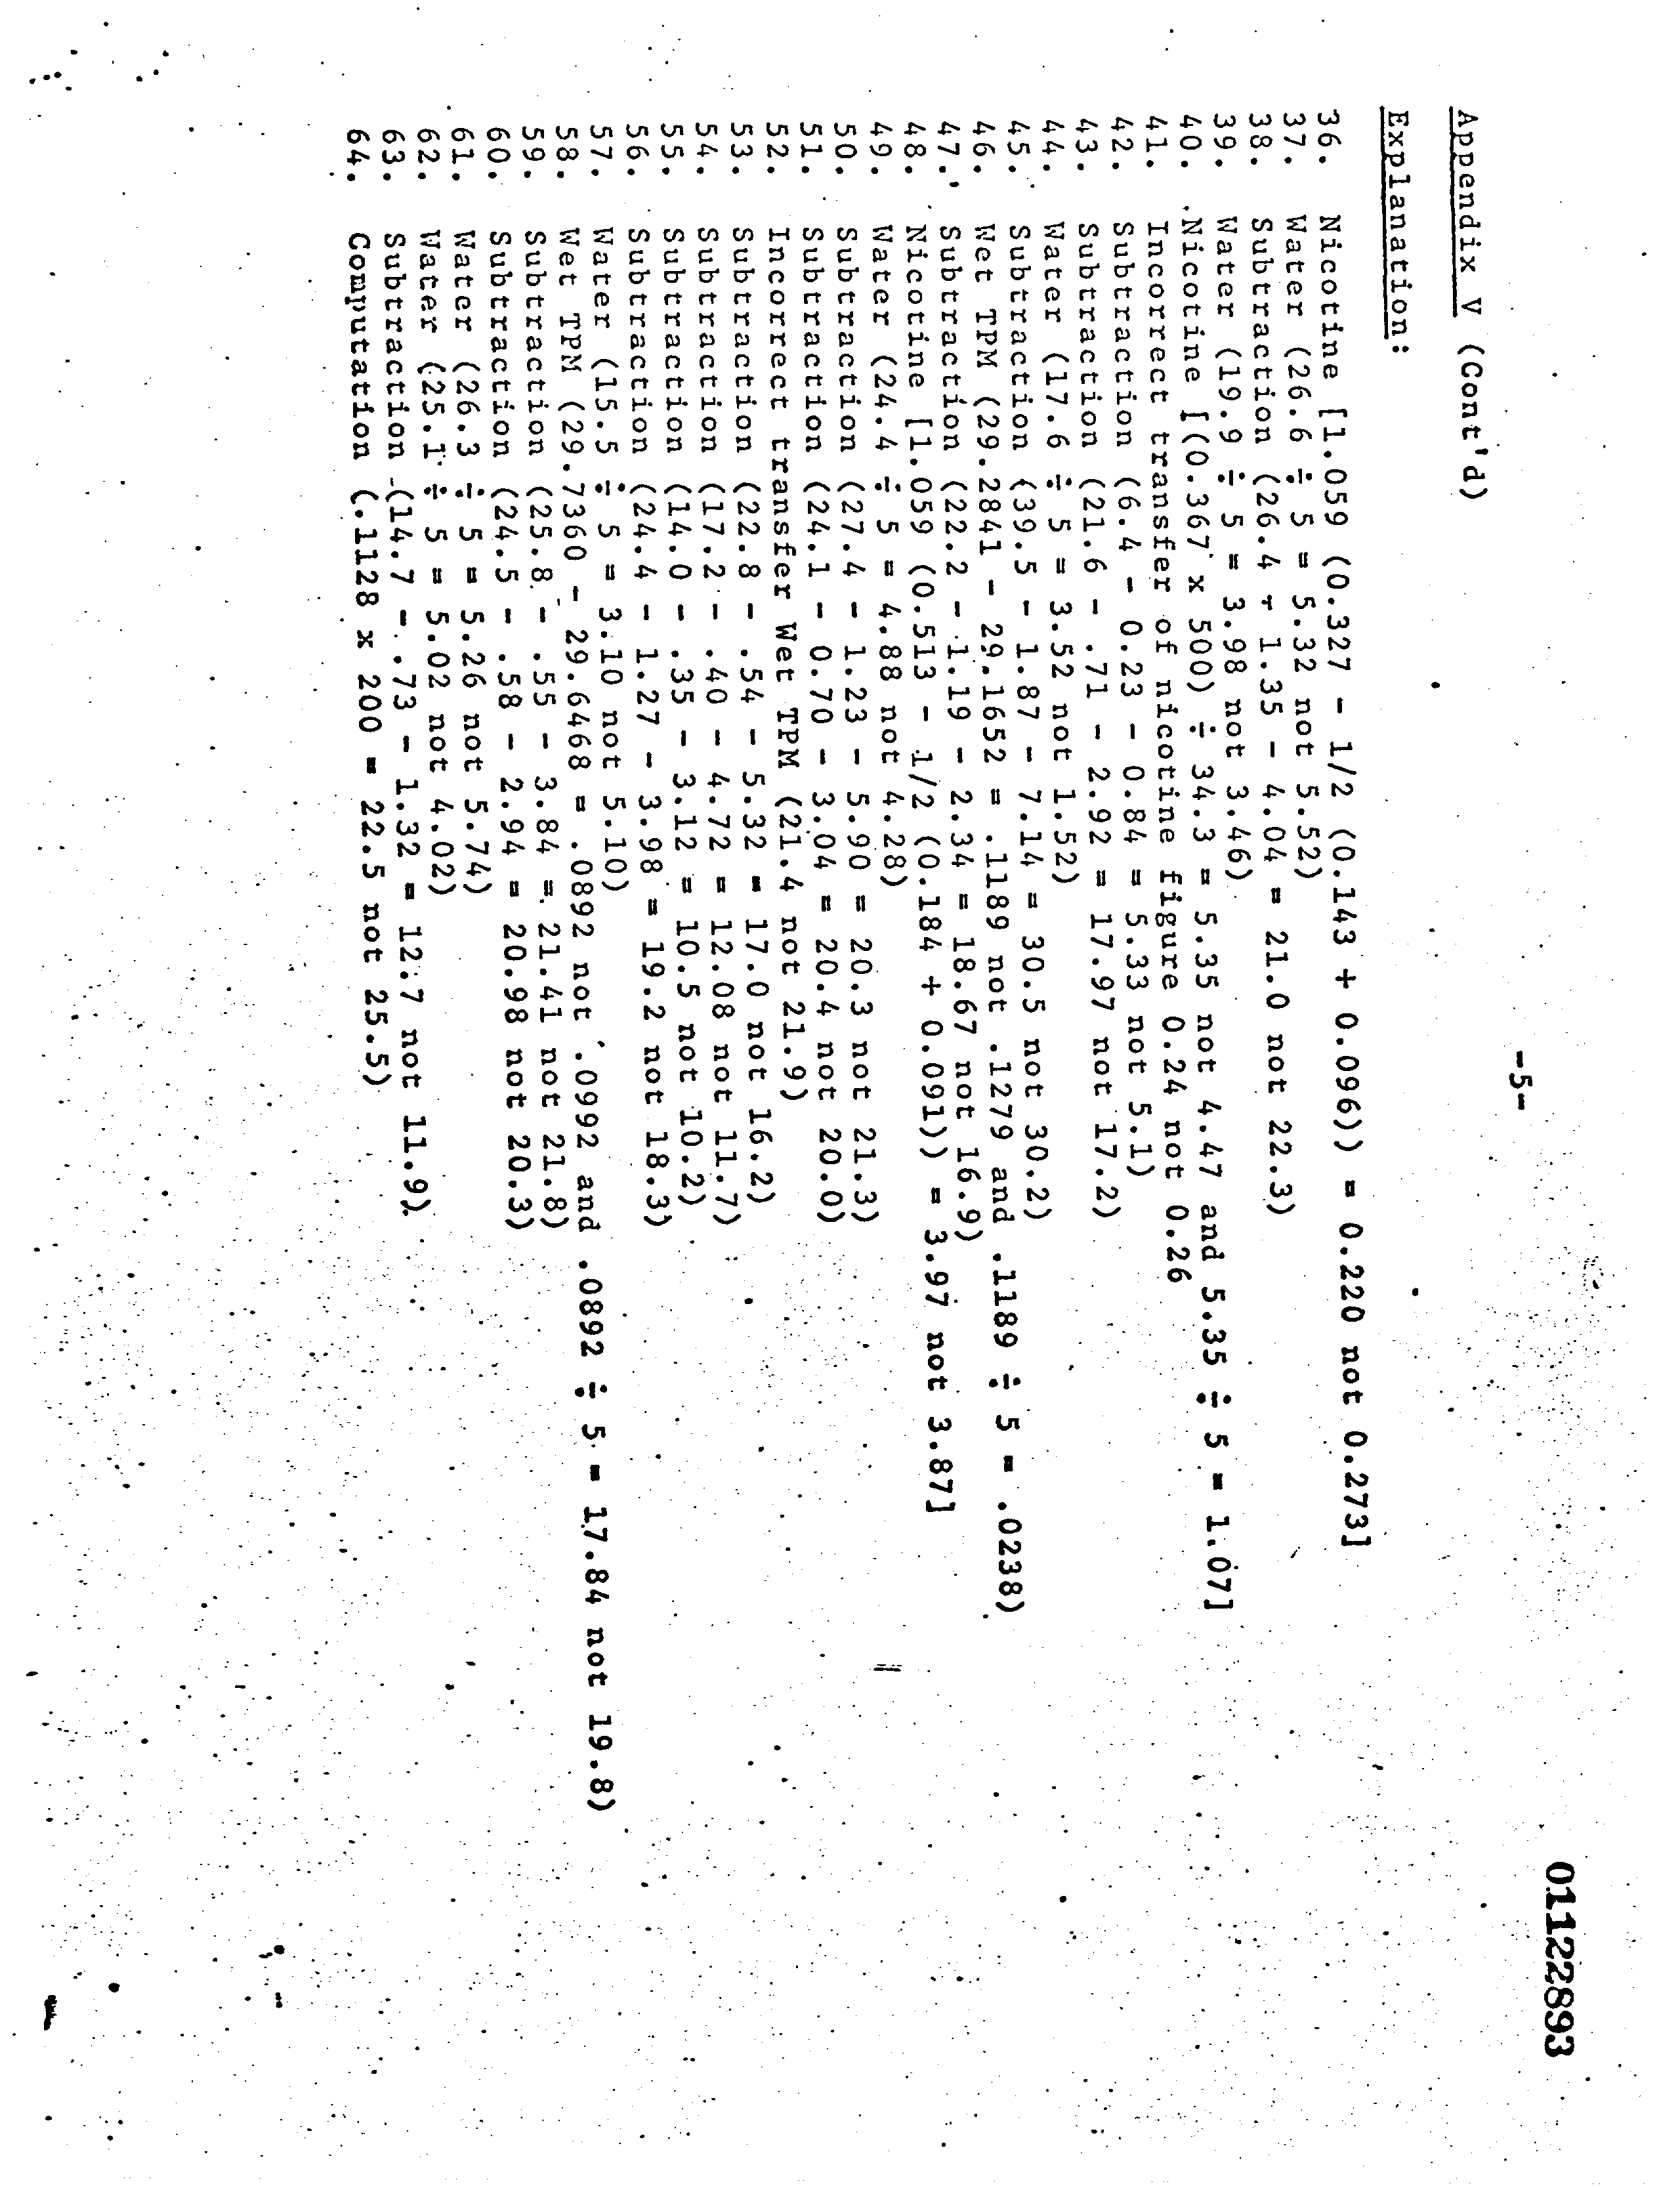 -5-
01122893
Appendix V (Cont'd)
Explanation:
36. Nicotine [1.059 (0.327 - 1/2 (0.143 + 0.096)) = 0.220 not 0.273]
37. Water (26.6 ÷ 5 = 5.32 not 5.52)
38. Subtraction (26.4 - 1.35 - 4.04 = 21.0 not 22.3)
39. Water (19.9 ÷ 5 = 3.98 not 3.46)
40. Nicotine [(0.367 x 500) ÷ 34.3 = 5.35 not 4.47 and 5.35 ÷ 5 = 1.07]
41. Incorrect transfer of nicotine figure 0.24 not 0.26
42. Subtraction (6.4 - 0.23 - 0.84 = 5.33 not 5.1)
43. Subtraction (21.6 - .71 - 2.92 = 17.97 not 17.2)
44. Water (17.6 ÷ 5 = 3.52 not 1.52)
45. Subtraction (39.5 - 1.87 - 7.14 = 30.5 not 30.2)
46. Wet TPM (29.2841 - 29.1652 = .1189 not .1279 and .1189 ÷ 5 = .0238)
47. Subtraction (22.2 - 1.19 - 2.34 = 18.67 not 16.9)
48. Nicotine [1.059 (0.513 - 1/2 (0.184 + 0.091)) = 3.97 not 3.87]
49. Water (24.4 ÷ 5 = 4.88 not 4.28)
50. Subtraction (27.4 - 1.23 - 5.90 = 20.3 not 21.3)
51. Subtraction (24.1 - 0.70 - 3.04 = 20.4 not 20.0)
52. Incorrect transfer Wet TPM (21.4 not 21.9)
53. Subtraction (22.8 - .54 - 5.32 = 17.0 not 16.2)
54. Subtraction (17.2 - .40 - 4.72 = 12.08 not 11.7)
55. Subtraction (14.0 - .35 - 3.12 = 10.5 not 10.2)
56. Subtraction (24.4 - 1.27 - 3.98 = 19.2 not 18.3)
57. Water (15.5 ÷ 5 = 3.10 not 5.10)
58. Wet TPM (29.7360 - 29.6468 = .0892 not .0992 and .0892 ÷ 5 = 17.84 not 19.8)
59. Subtraction (25.8 - .55 - 3.84 = 21.41 not 21.8)
60. Subtraction (24.5 - .58 - 2.94 = 20.98 not 20.3)
61. Water (26.3 ÷ 5 = 5.26 not 5.74)
62. Water (25.1 ÷ 5 = 5.02 not 4.02)
63. Subtraction (14.7 - .73 - 1.32 = 12.7 not 11.9)
64. Computation (.1128 x 200 = 22.5 not 25.5)